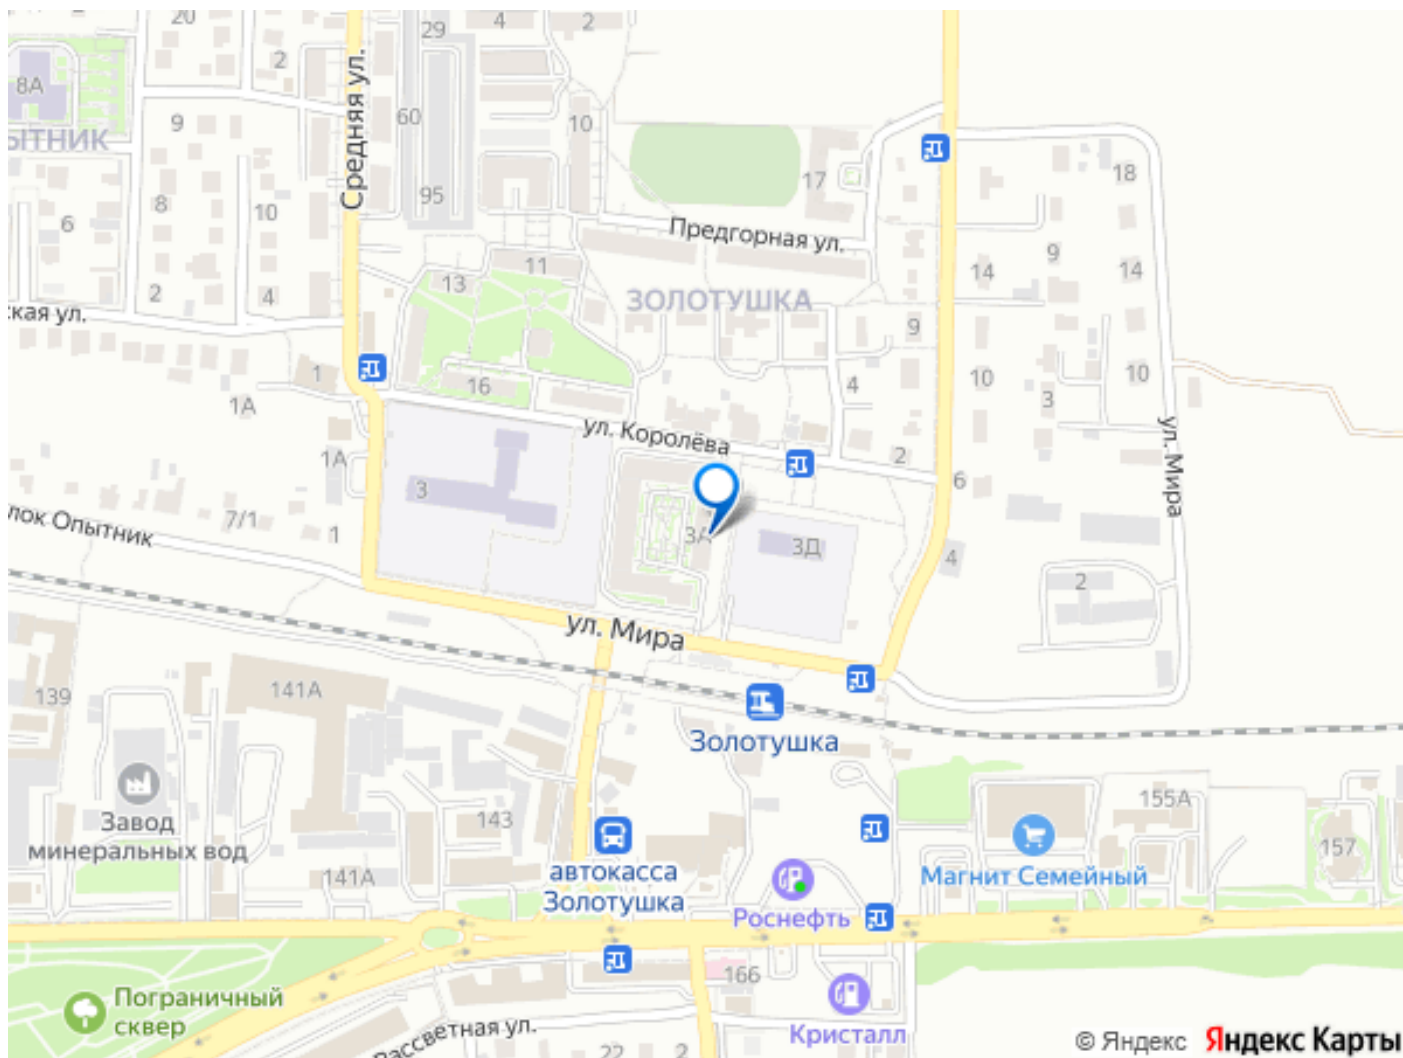 20
29
4
2
2
8А
Средняя ул.
60
10
9
ЫТНИК
17
18
8
95
10
6
Предгорная ул.
9
14
14
11
13
2
4
ЗОЛОТУШКА
кая ул.
9
1
16
4
10
10
3
1А
ул. Королёва
ул. Мира
1А
2
6
3
7/1
лок Опытник
1
3А
3Д
4
2
ул. Мира
139
141А
Золотушка
Завод
минеральных вод
143
155А
157
141А
автокасса
Золотушка
Магнит Семейный
Роснефть
166
Пограничный
сквер
Рассветная ул.
22
2
Кристалл
© Яндекс Яндекс Карты